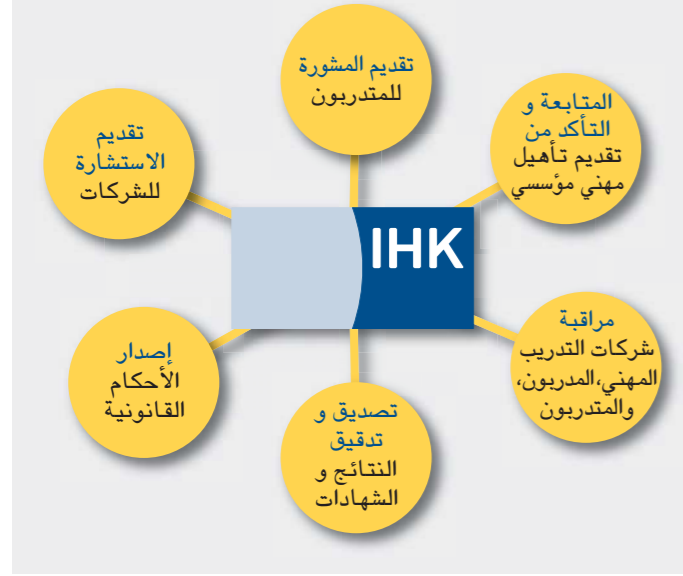 تقديم المشورة
للمتدربون
المتابعة و
التأكد من
تقديم تأهيل
مهني مؤسسي
تقديم
الاستشارة
للشركات
IHK
مراقبة
شركات التدريب
المهني،المدربون،
والمتدربون
إصدار
الأحكام
القانونية
تصديق و
تدقيق
النتائج و
الشهادات